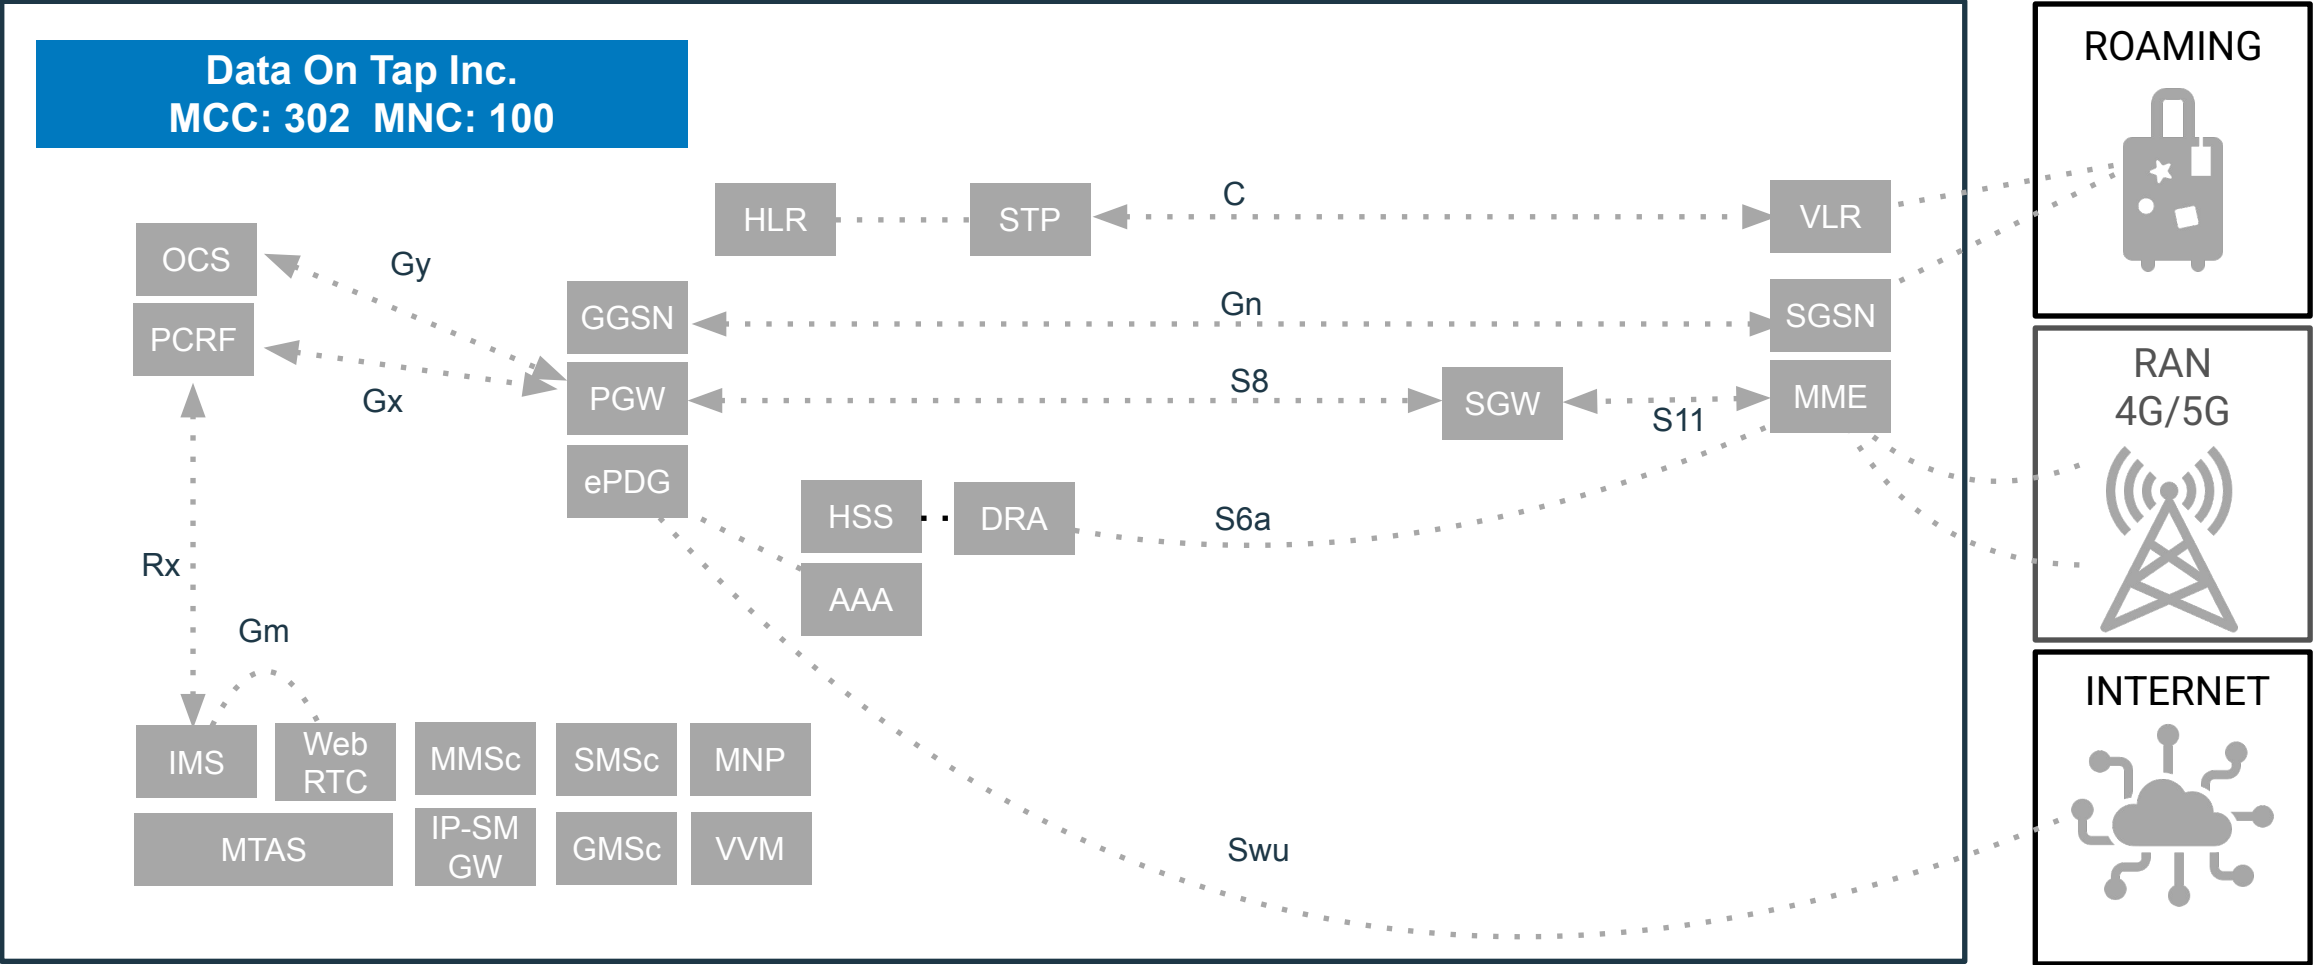 Data On Tap Inc.
MCC: 302 MNC: 100
ROAMING
HLR
STP
C
VLR
OCS
Gy
GGSN
Gn
SGSN
PCRF
Gx
PGW
S8
SGW
S11
MME
RAN
4G/5G
ePDG
HSS
DRA
S6a
AAA
Rx
Gm
IMS
Web
RTC
MMSc
SMSc
MNP
INTERNET
MTAS
IP-SM
GW
GMSc
VVM
Swu